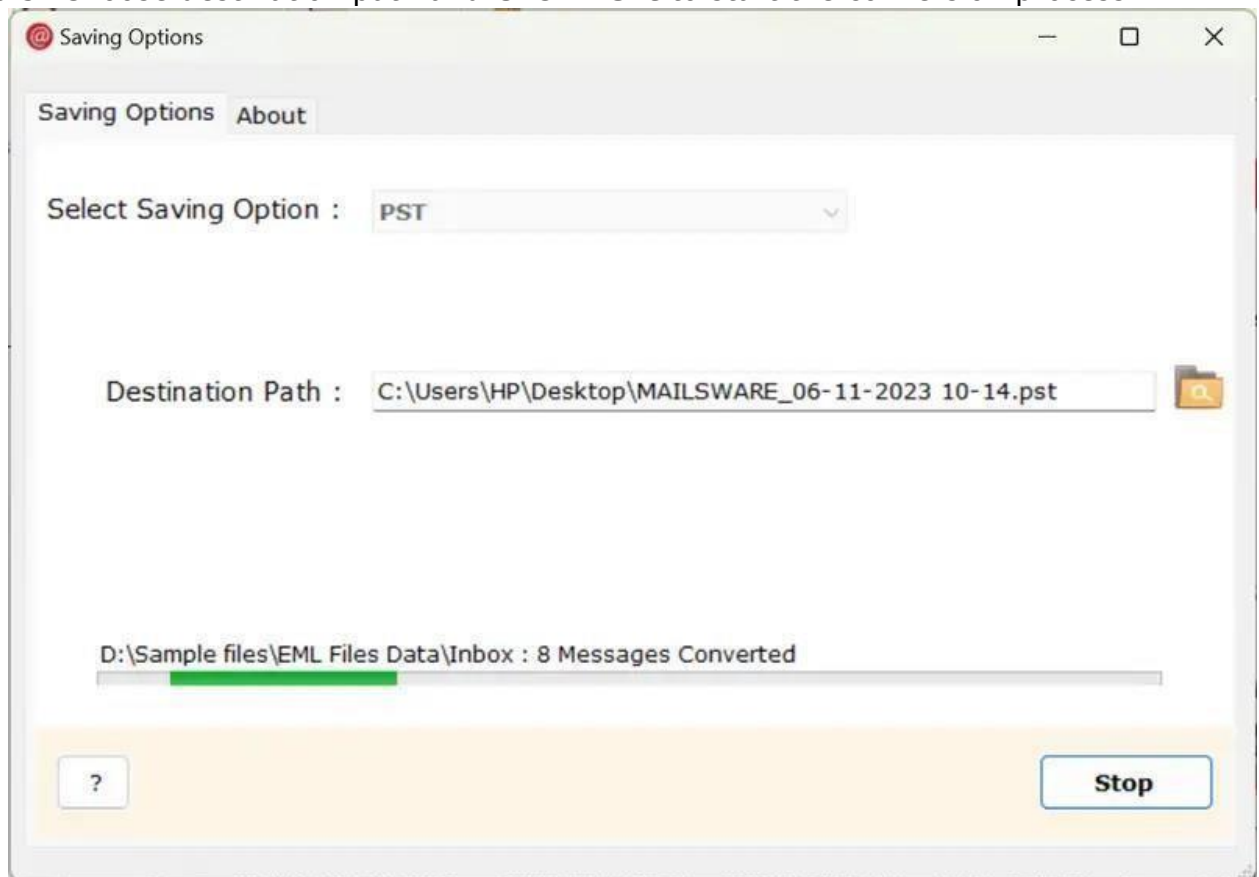 Saving Options
Saving Options About
Select Saving Option : PST
Destination Path : C:\Users\HP\Desktop\MAILSWARE_06-11-2023 10-14.pst
D:\Sample files\EML Files Data\Inbox : 8 Messages Converted
? Stop